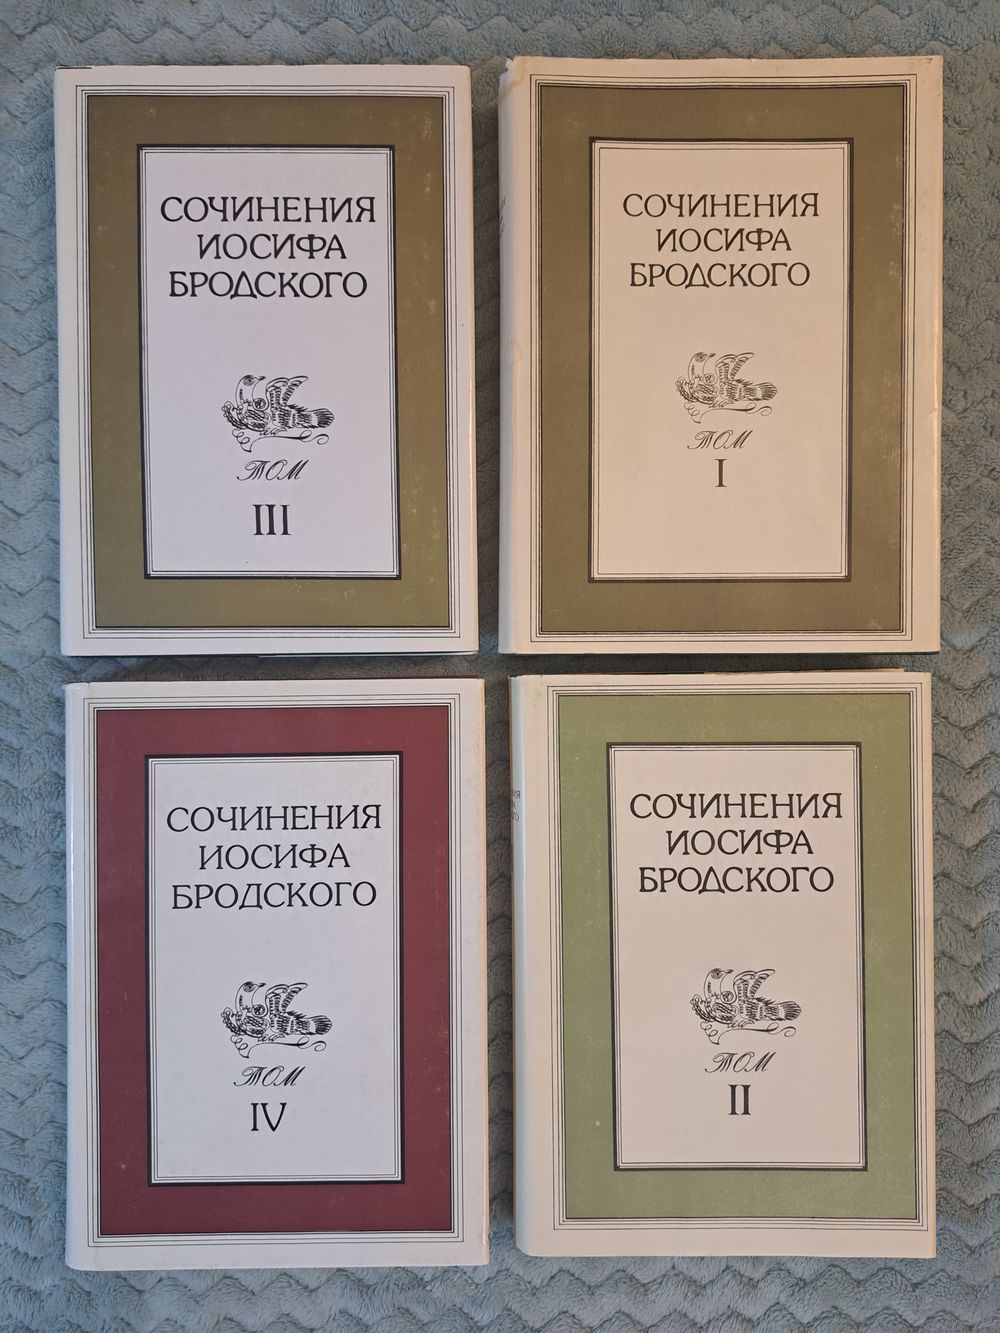 СОЧИНЕНИЯ
ИОСИФА
БРОДСКОГО
ТОМ
III
СОЧИНЕНИЯ
ИОСИФА
БРОДСКОГО
ТОМ
I
СОЧИНЕНИЯ
ИОСИФА
БРОДСКОГО
ТОМ
IV
СОЧИНЕНИЯ
ИОСИФА
БРОДСКОГО
ТОМ
II